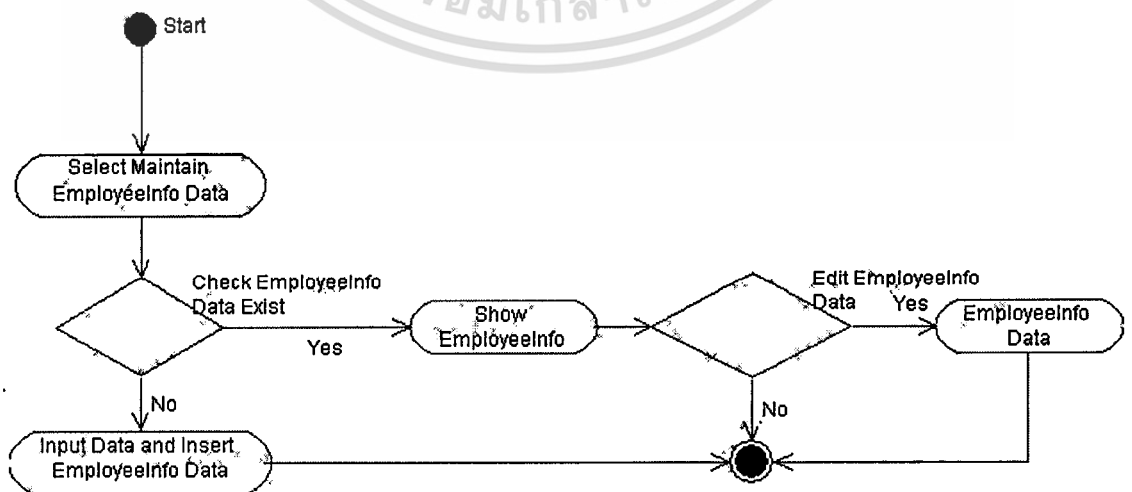 Start
Select Maintain
EmployeeInfo Data
Check EmployeeInfo
Data Exist
Yes
Show
EmployeeInfo
Edit EmployeeInfo
Data
Yes
EmployeeInfo
Data
No
No
Input Data and Insert
EmployeeInfo Data